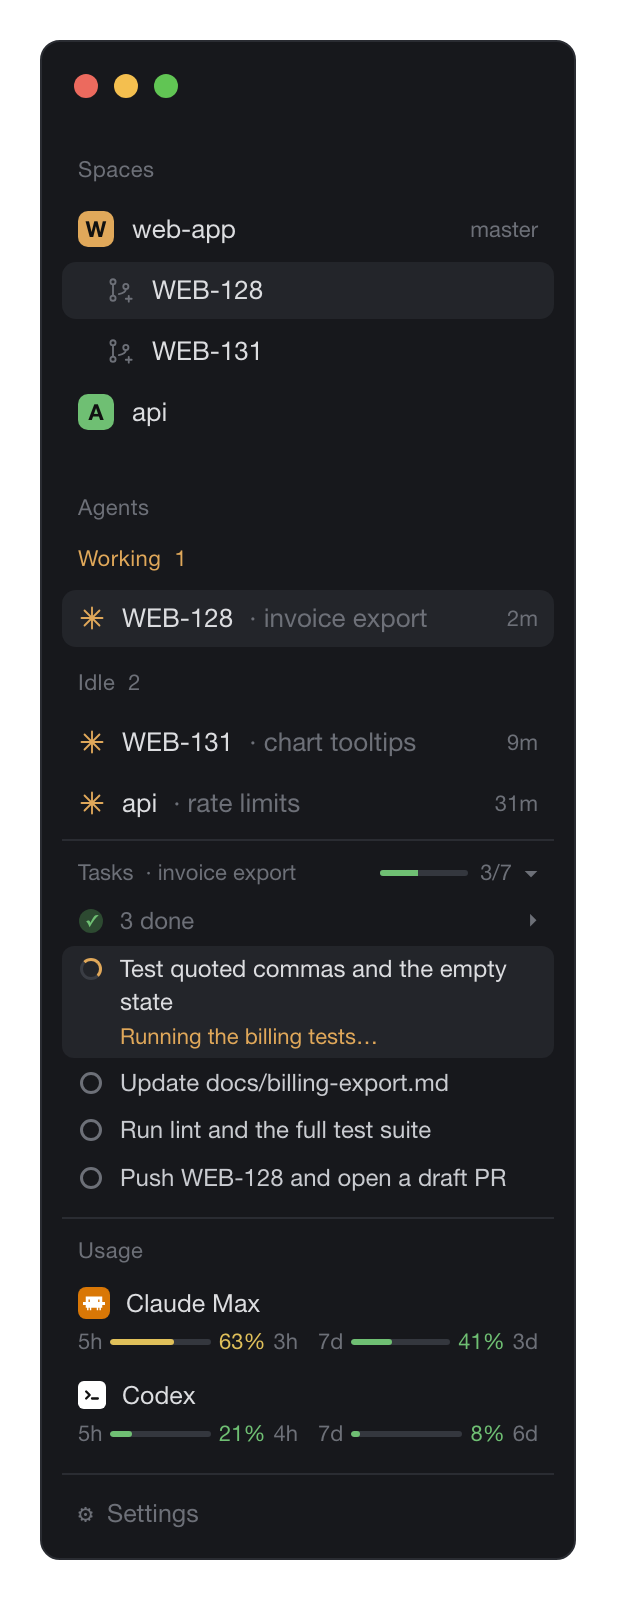 Spaces
W web-app master
WEB-128
WEB-131
A api
Agents
Working 1
WEB-128 · invoice export 2m
Idle 2
WEB-131 · chart tooltips 9m
api · rate limits 31m
Tasks · invoice export 3/7
3 done
Test quoted commas and the empty
state
Running the billing tests…
Update docs/billing-export.md
Run lint and the full test suite
Push WEB-128 and open a draft PR
Usage
Claude Max
5h 63% 3h 7d 41% 3d
Codex
5h 21% 4h 7d 8% 6d
Settings